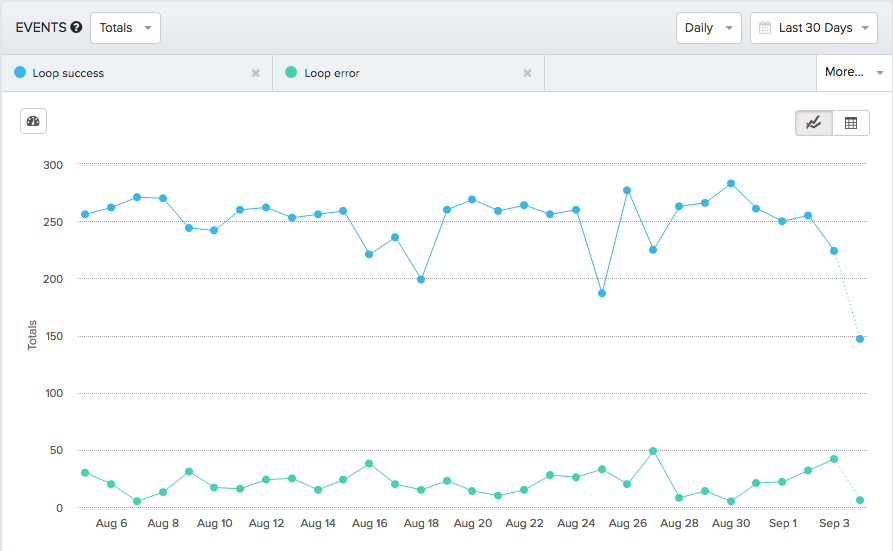 EVENTS ? Totals Daily Last 30 Days
Loop success × Loop error × More...
300
250
200
150
100
50
0
Totals
Aug 6 Aug 8 Aug 10 Aug 12 Aug 14 Aug 16 Aug 18 Aug 20 Aug 22 Aug 24 Aug 26 Aug 28 Aug 30 Sep 1 Sep 3